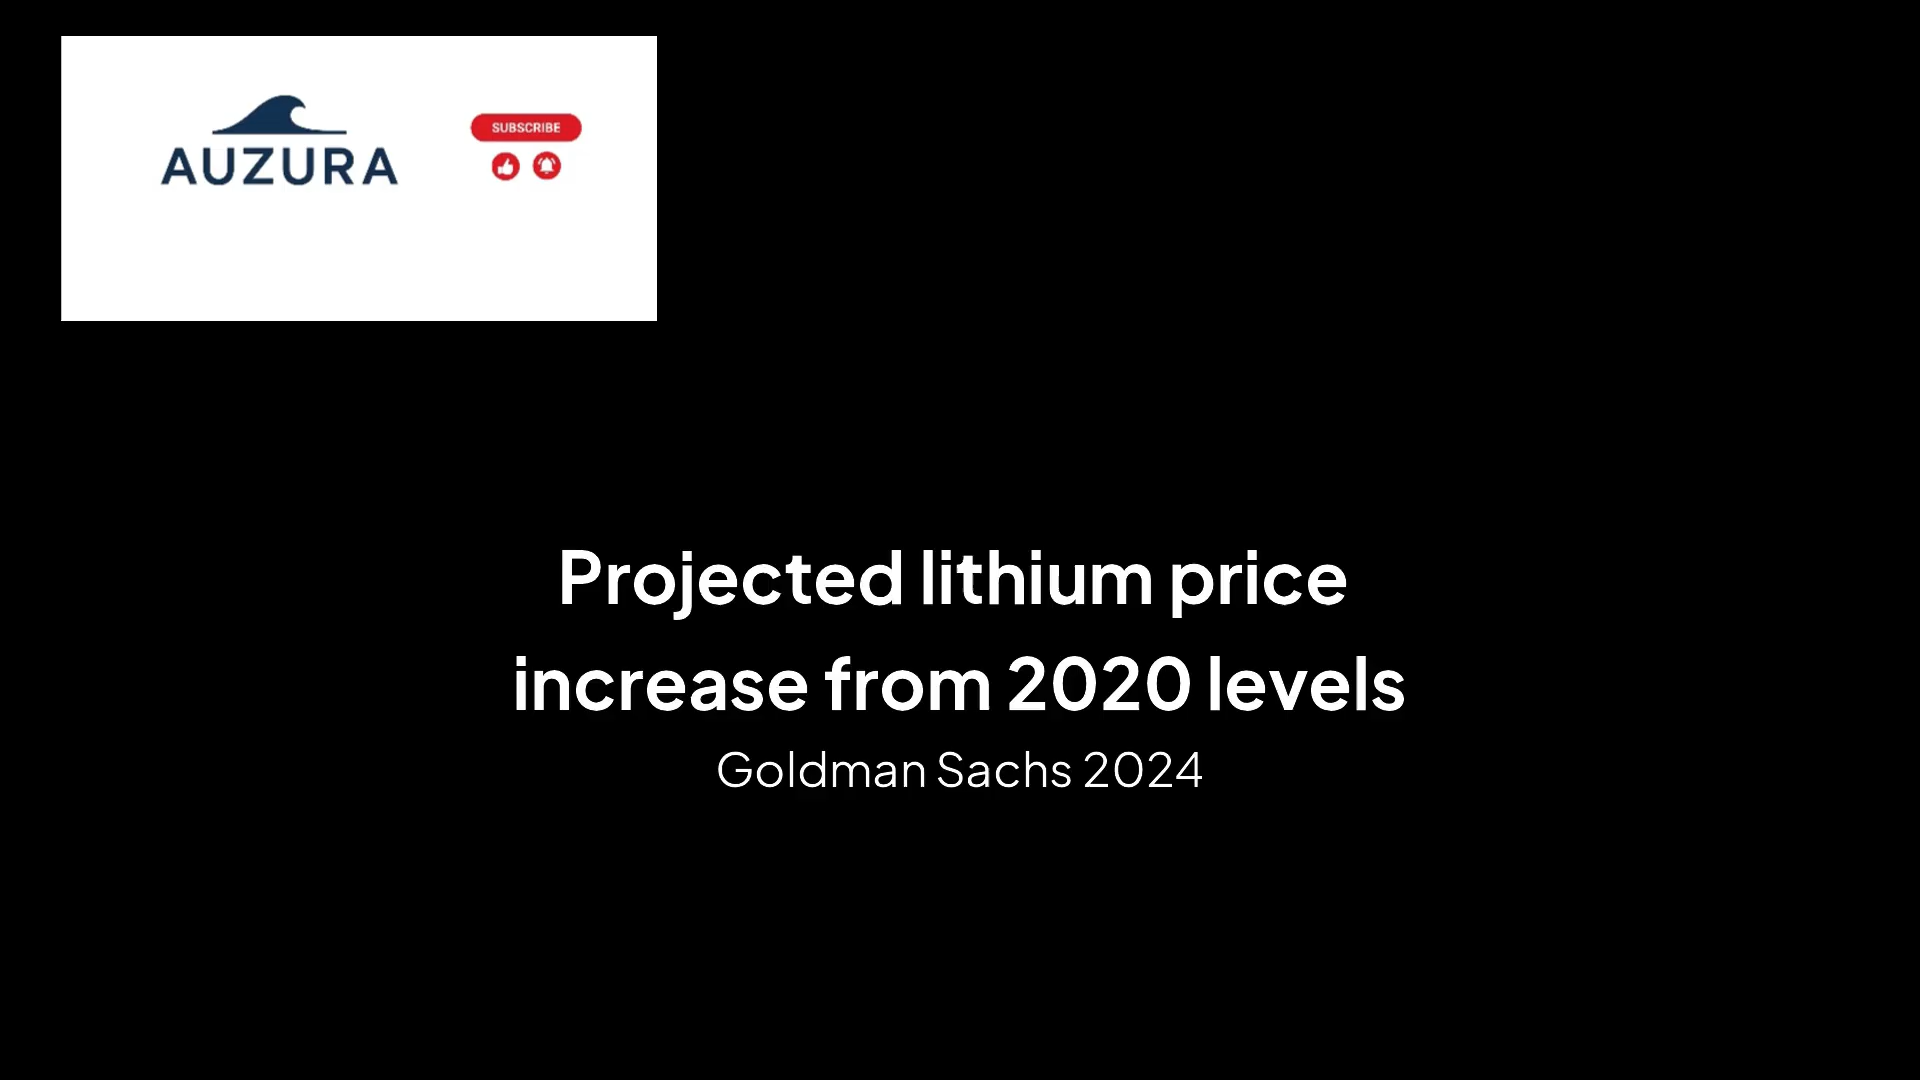 AUZURA
SUBSCRIBE
Projected lithium price
increase from 2020 levels
Goldman Sachs 2024